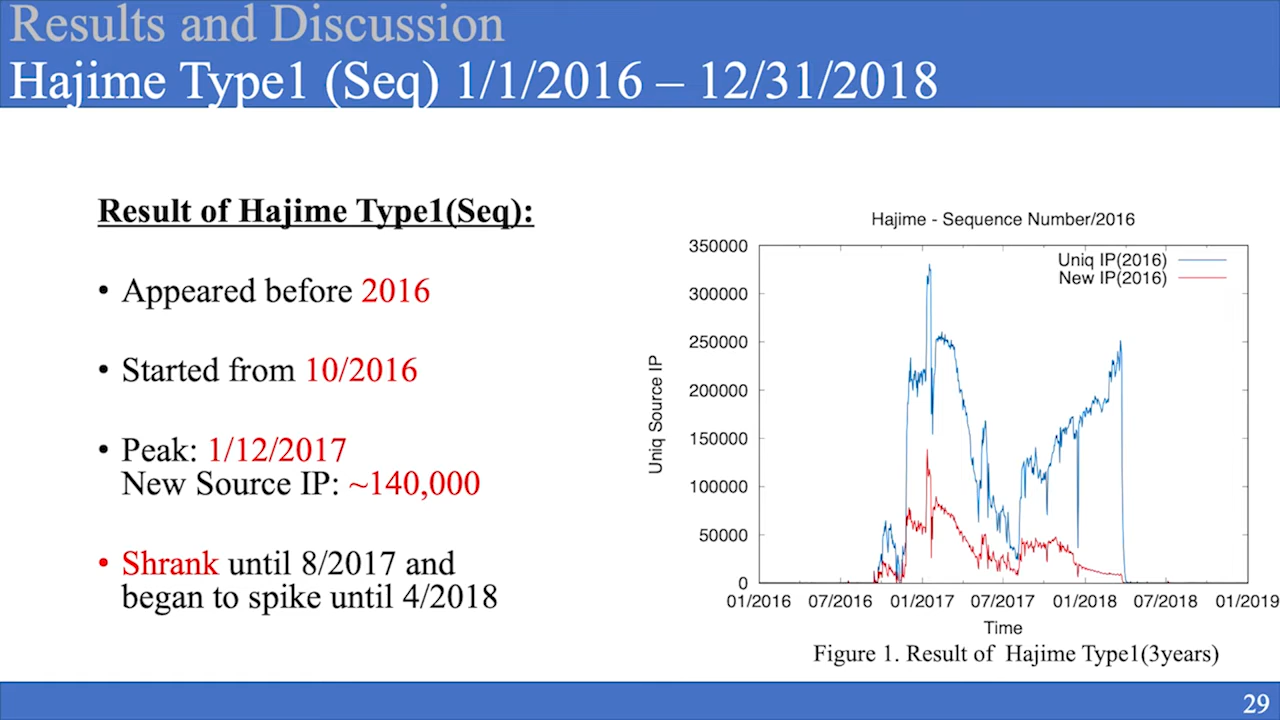 Results and Discussion
Hajime Type1 (Seq) 1/1/2016 – 12/31/2018
Result of Hajime Type1(Seq):
• Appeared before 2016
• Started from 10/2016
• Peak: 1/12/2017
New Source IP: ~140,000
• Shrank until 8/2017 and
began to spike until 4/2018
Hajime - Sequence Number/2016
Uniq IP(2016)
New IP(2016)
350000
300000
250000
200000
150000
100000
50000
0
Uniq Source IP
01/2016 07/2016 01/2017 07/2017 01/2018 07/2018 01/2019
Time
Figure 1. Result of Hajime Type1(3years)
29